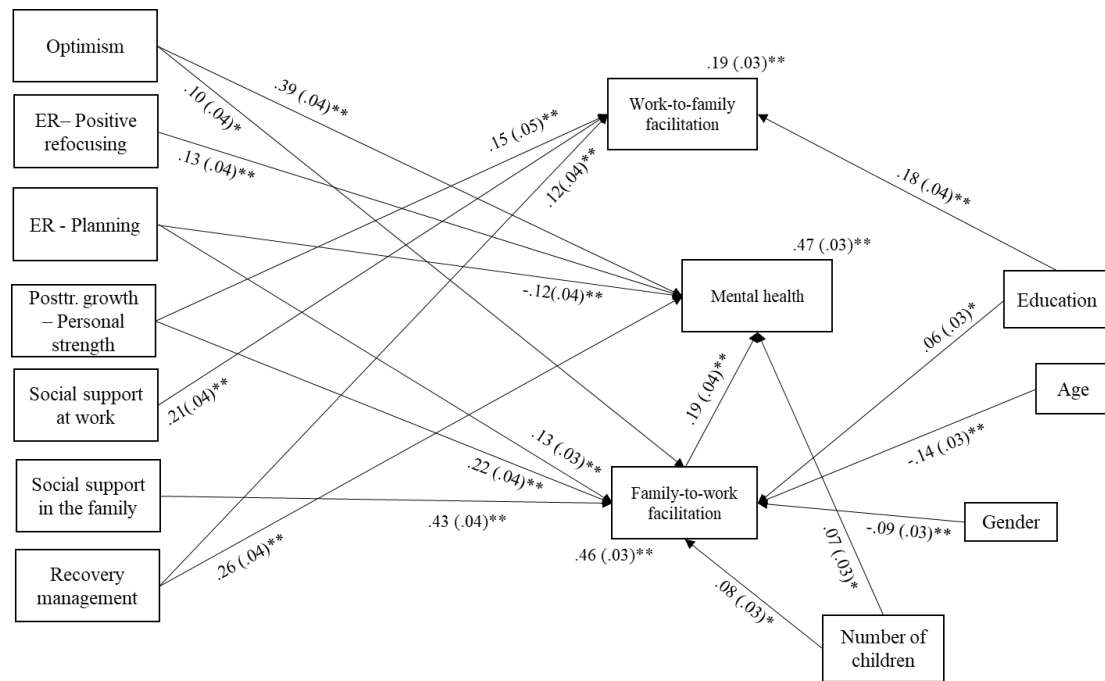 Optimism
ER– Positive
refocusing
ER - Planning
Posttr. growth
– Personal
strength
Social support
at work
Social support
in the family
Recovery
management
.39 (.04)**
.10 (.04)*
.13 (.04)**
-.12(.04)**
.15 (.05)**
.12(.04)**
.21(.04)**
.13 (.03)**
.22 (.04)**
.43 (.04)**
.26 (.04)**
.19 (.03)**
Work-to-family
facilitation
.47 (.03)**
Mental health
.19 (.04)**
Family-to-work
facilitation
.46 (.03)**
.18 (.04)**
Education
.06 (.03)*
Age
-.14 (.03)**
Gender
-.09 (.03)**
.07 (.03)*
.08 (.03)*
Number of
children